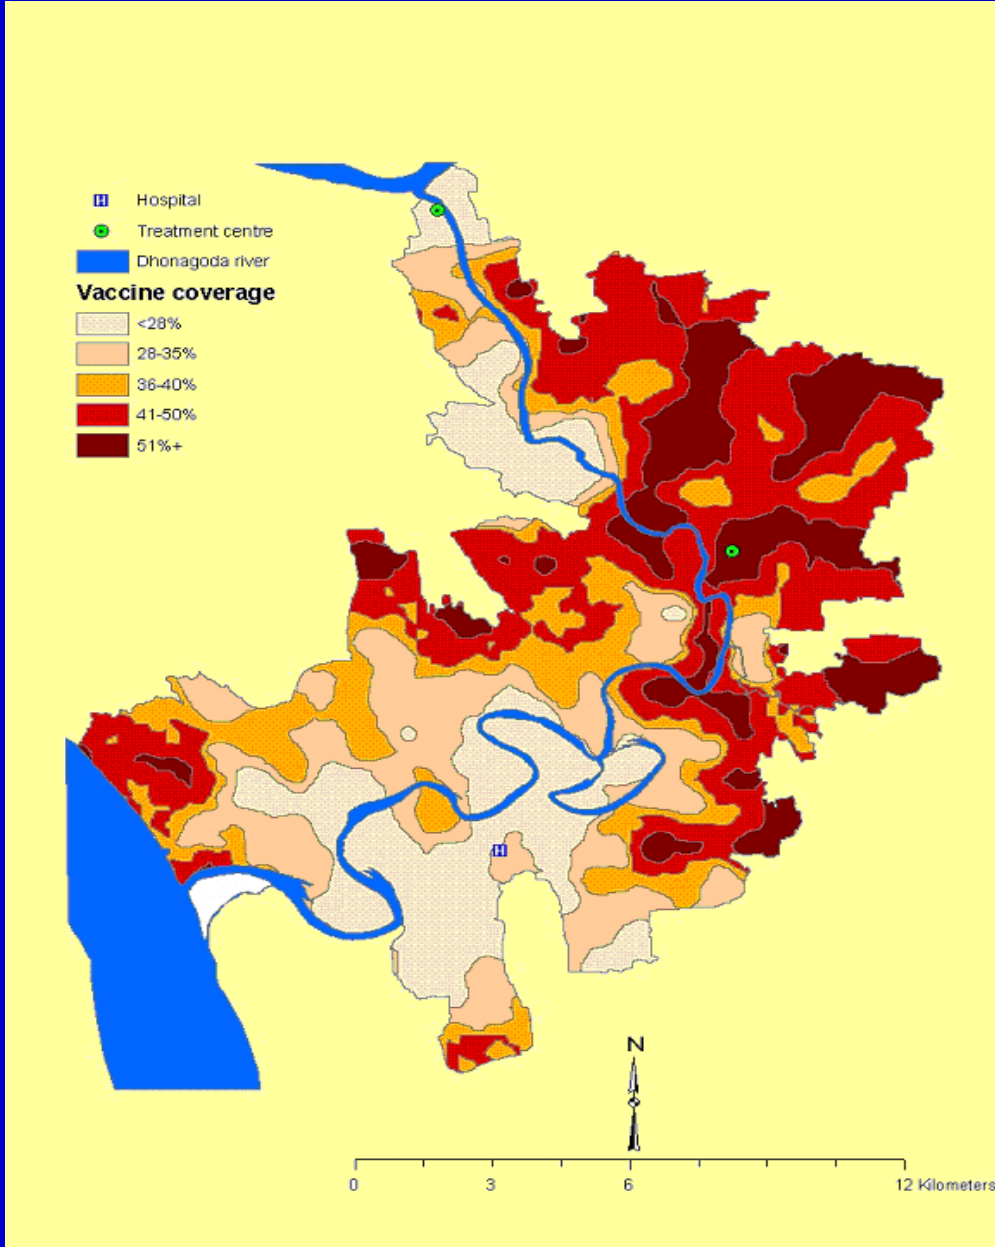 H Hospital
Treatment centre
Dhonagoda river
Vaccine coverage
<28%
28-35%
36-40%
41-50%
51%+
H
N
0 3 6 12 Kilometers